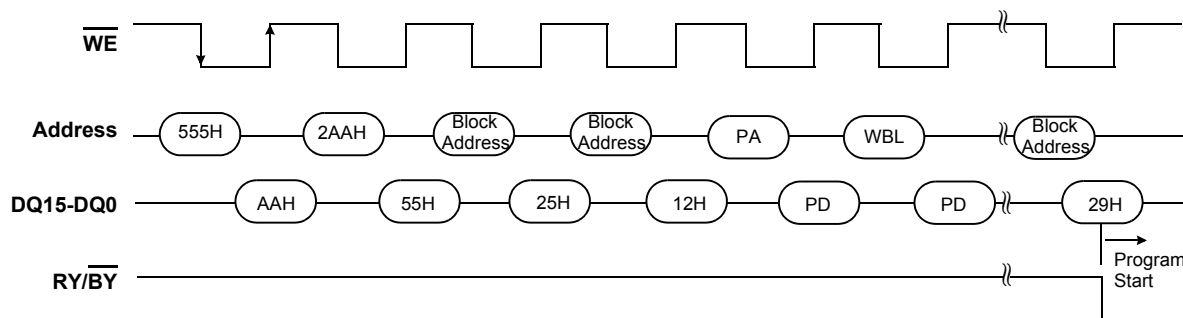 WE
Address
555H
2AAH
Block
Address
Block
Address
PA
WBL
Block
Address
DQ15-DQ0
AAH
55H
25H
12H
PD
PD
29H
Program
Start
RY/BY